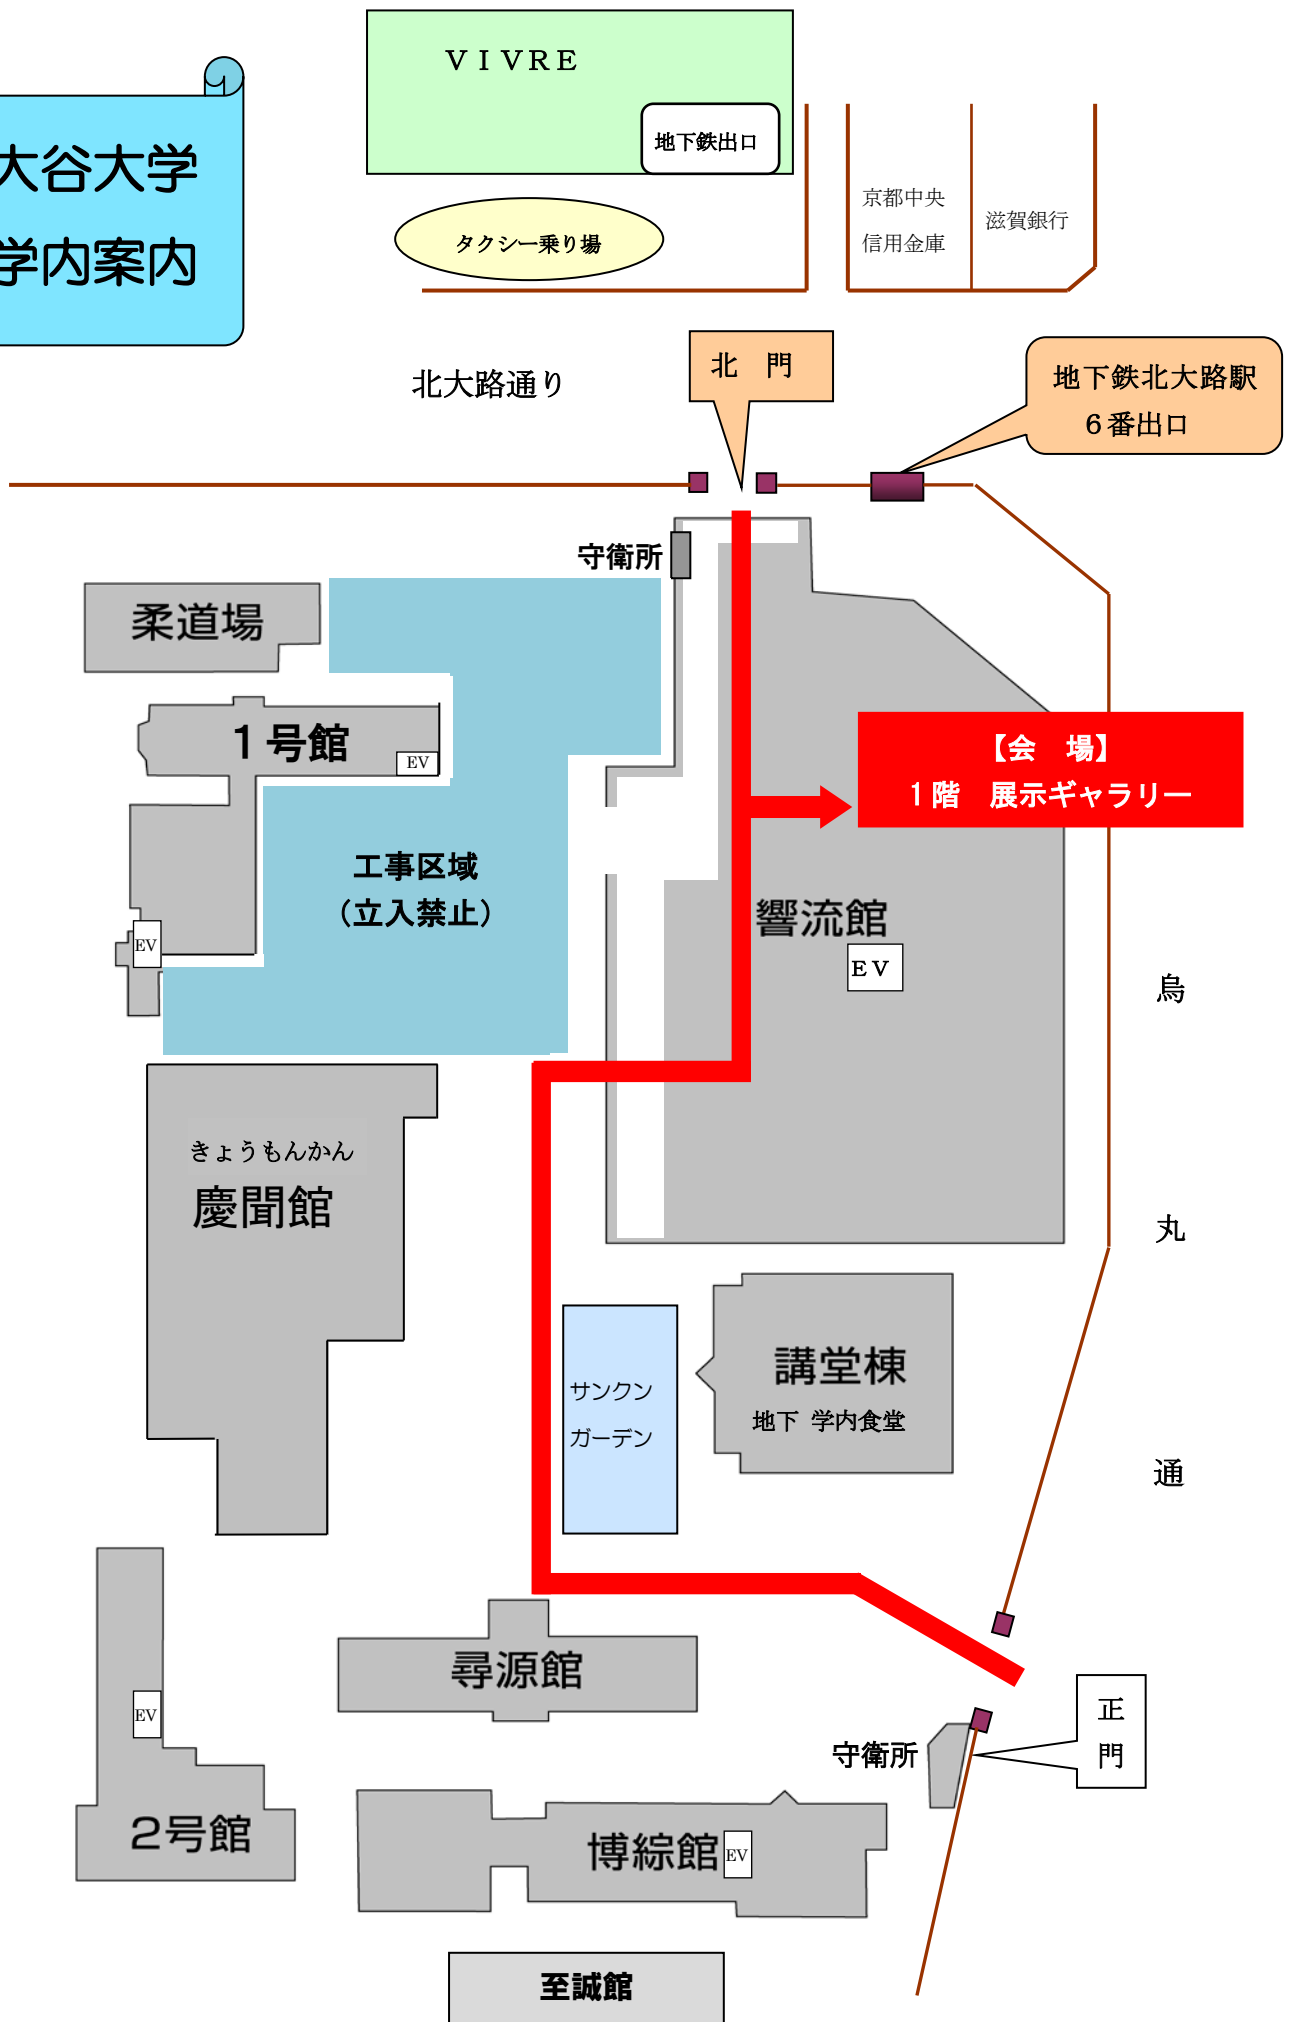 ＶＩＶＲＥ
地下鉄出口
大谷大学
学内案内
京都中央
信用金庫
滋賀銀行
タクシー乗り場
北大路通り
北　門
地下鉄北大路駅
６番出口
守衛所
柔道場
１号館
EV
【会　場】
１階　展示ギャラリー
工事区域
（立入禁止）
EV
響流館
ＥＶ
烏
丸
通
きょうもんかん
慶聞館
サンクン
ガーデン
講堂棟
地下 学内食堂
尋源館
EV
2号館
正
門
守衛所
博綜館
EV
至誠館